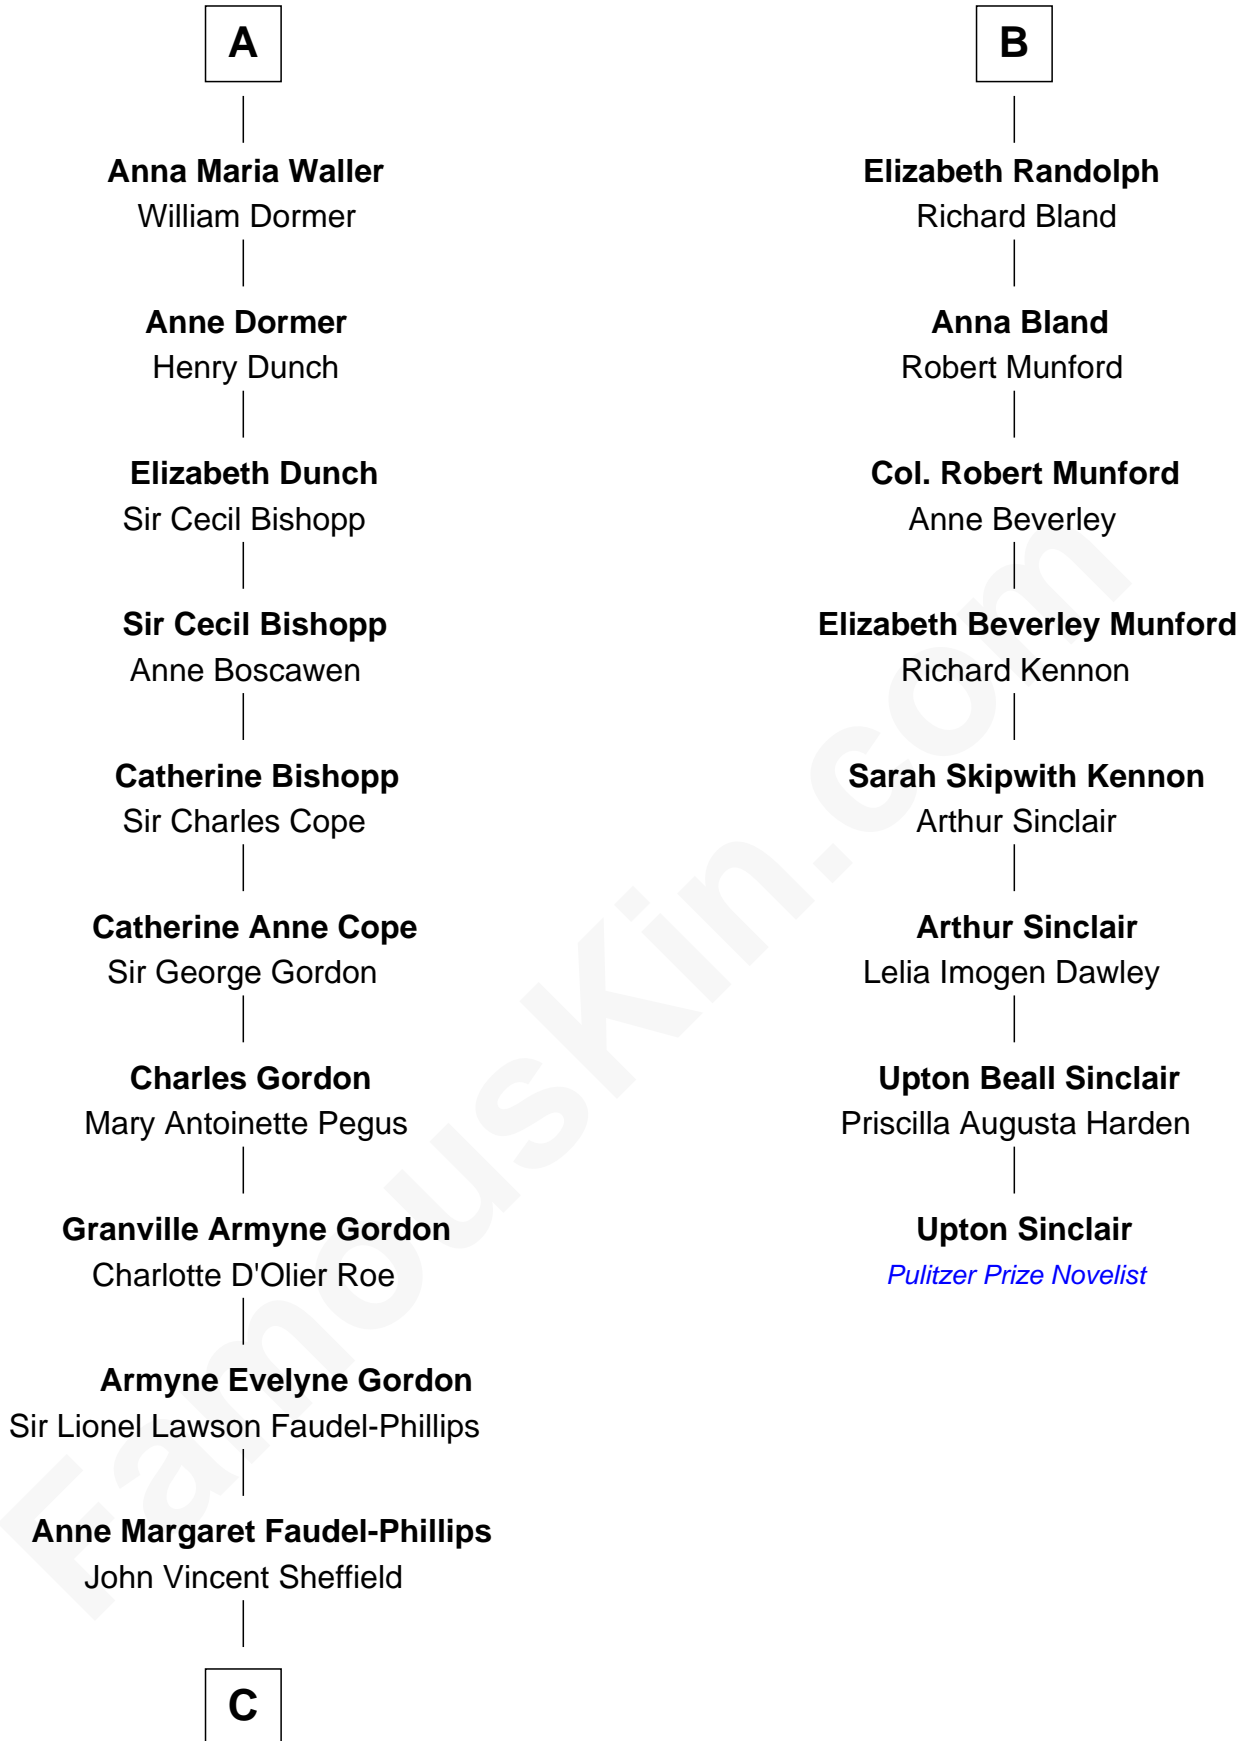 A
Anna Maria Waller
William Dormer
Anne Dormer
Henry Dunch
Elizabeth Dunch
Sir Cecil Bishopp
Sir Cecil Bishopp
Anne Boscawen
Catherine Bishopp
Sir Charles Cope
Catherine Anne Cope
Sir George Gordon
Charles Gordon
Mary Antoinette Pegus
Granville Armyne Gordon
Charlotte D'Olier Roe
Armyne Evelyne Gordon
Sir Lionel Lawson Faudel-Phillips
Anne Margaret Faudel-Phillips
John Vincent Sheffield
C
B
Elizabeth Randolph
Richard Bland
Anna Bland
Robert Munford
Col. Robert Munford
Anne Beverley
Elizabeth Beverley Munford
Richard Kennon
Sarah Skipwith Kennon
Arthur Sinclair
Arthur Sinclair
Lelia Imogen Dawley
Upton Beall Sinclair
Priscilla Augusta Harden
Upton Sinclair
Pulitzer Prize Novelist
FamousKin.com